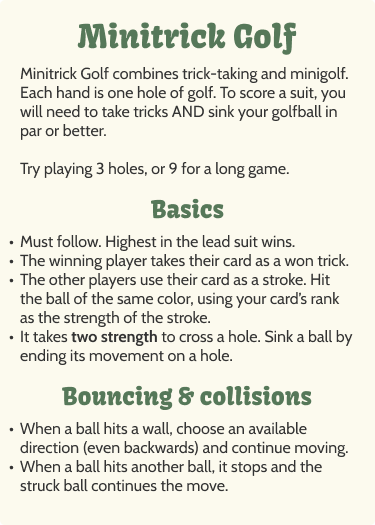 Minitrick Golf
Minitrick Golf combines trick-taking and minigolf.
Each hand is one hole of golf. To score a suit, you
will need to take tricks AND sink your golfball in
par or better.
Try playing 3 holes, or 9 for a long game.
Basics
• Must follow. Highest in the lead suit wins.
• The winning player takes their card as a won trick.
• The other players use their card as a stroke. Hit
the ball of the same color, using your card's rank
as the strength of the stroke.
• It takes two strength to cross a hole. Sink a ball by
ending its movement on a hole.
Bouncing & collisions
• When a ball hits a wall, choose an available
direction (even backwards) and continue moving.
• When a ball hits another ball, it stops and the
struck ball continues the move.